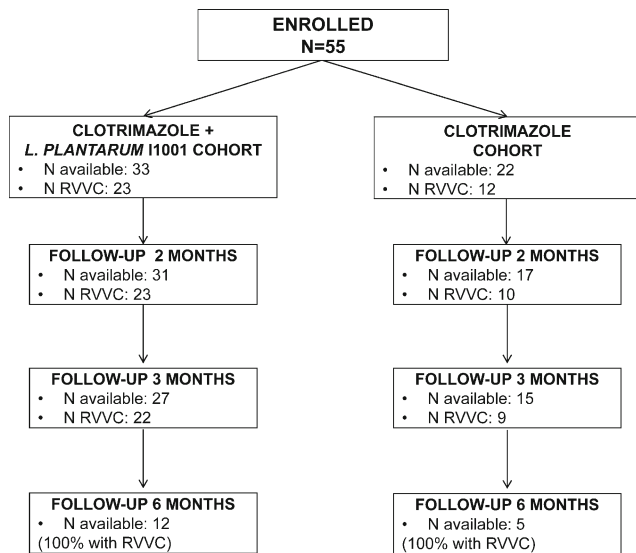 ENROLLED
N=55
CLOTRIMAZOLE +
L. PLANTARUM I1001 COHORT
• N available: 33
• N RVVC: 23
CLOTRIMAZOLE
COHORT
• N available: 22
• N RVVC: 12
FOLLOW-UP 2 MONTHS
• N available: 31
• N RVVC: 23
FOLLOW-UP 2 MONTHS
• N available: 17
• N RVVC: 10
FOLLOW-UP 3 MONTHS
• N available: 27
• N RVVC: 22
FOLLOW-UP 3 MONTHS
• N available: 15
• N RVVC: 9
FOLLOW-UP 6 MONTHS
• N available: 12
(100% with RVVC)
FOLLOW-UP 6 MONTHS
• N available: 5
(100% with RVVC)